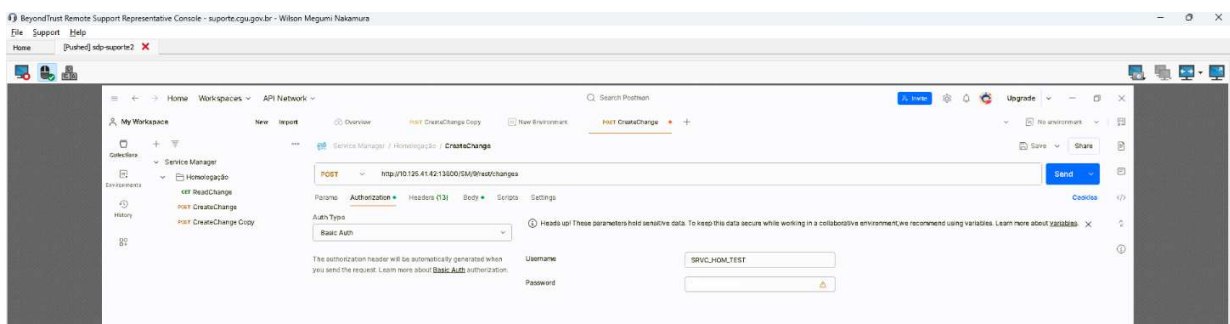 BeyondTrust Remote Support Representative Console - suporte.cgu.gov.br - Wilson Megumi Nakamura
File Support Help
Home [Pushed] sdp-suporte2
Home Workspaces API Network Search Postman Invite Upgrade
My Workspace New Import Overview POST CreateChange Copy New Environment POST CreateChange No environment
Collections
Service Manager / Homologação / CreateChange Save Share
Service Manager
Homologação
POST http://10.125.41.42:13600/SM/9/rest/changes Send
Environments
GET ReadChange
Params Authorization Headers (13) Body Scripts Settings Cookies
History
POST CreateChange
POST CreateChange Copy
Auth Type
Basic Auth
Heads up! These parameters hold sensitive data. To keep this data secure while working in a collaborative environment, we recommend using variables. Learn more about variables.
The authorization header will be automatically generated when you send the request. Learn more about Basic Auth authorization.
Username SRVC_HOM_TEST
Password